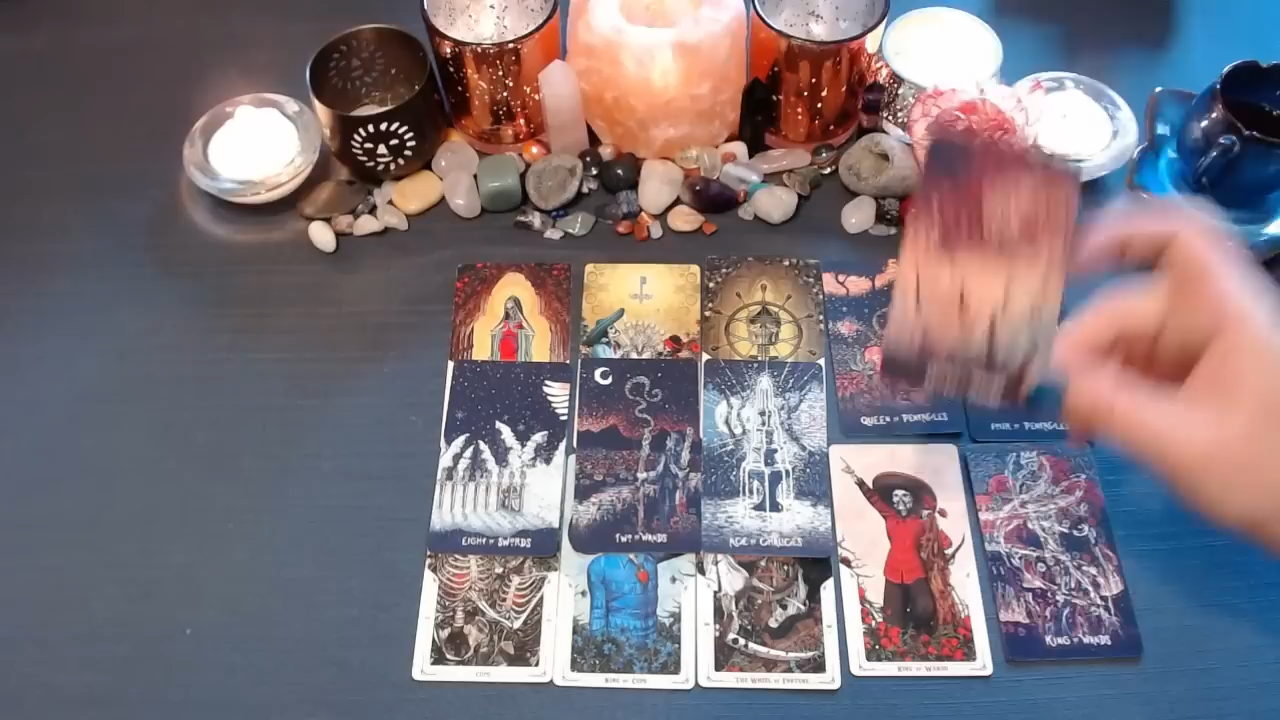 QUEEN OF PENTACLES
FOUR OF PENTACLES
EIGHT OF SWORDS
TWO OF WANDS
ACE OF CHALICES
KING OF WANDS
KING OF WANDS
KING OF CUPS
THE WHEEL OF FORTUNE